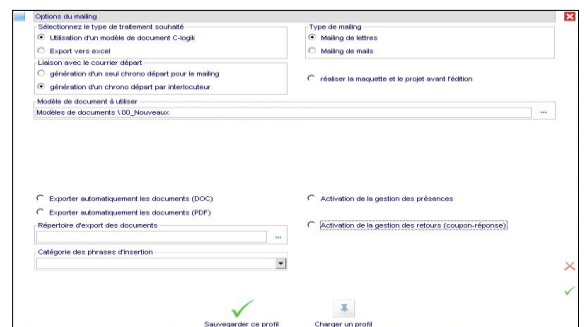 Options du mailing
Sélectionnez le type de traitement souhaité
Utilisation d'un modèle de document C-logik
Export vers excel
Type de mailing
Mailing de lettres
Mailing de mails
Liaison avec le courrier départ
génération d'un seul chrono départ pour le mailing
génération d'un chrono départ par interlocuteur
réaliser la maquette et le projet avant l'édition
Modèle de document à utiliser
Modèles de documents \00_Nouveaux
...
Exporter automatiquement les documents (DOC)
Exporter automatiquement les documents (PDF)
Activation de la gestion des présences
Activation de la gestion des retours (coupon-réponse)
Répertoire d'export des documents
...
Catégorie des phrases d'insertion
Sauvegarder ce profil
Charger un profil